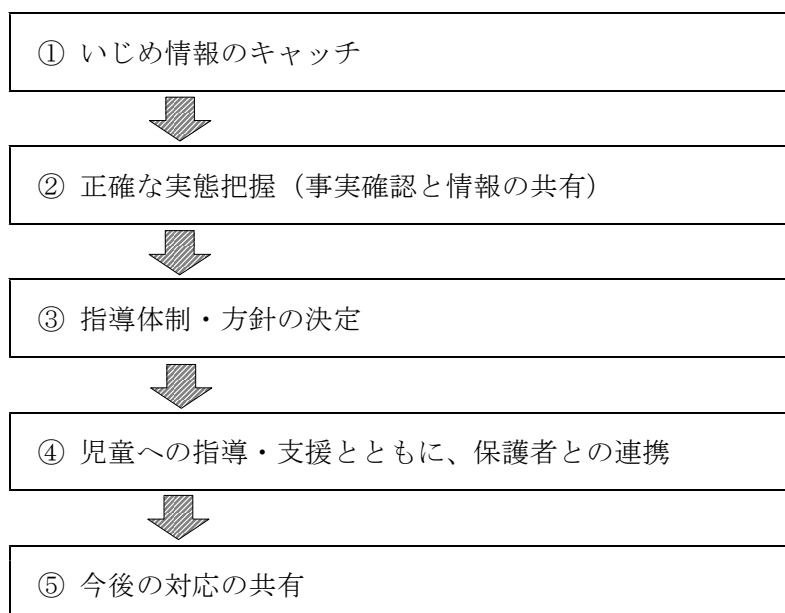 ① いじめ情報のキャッチ
② 正確な実態把握（事実確認と情報の共有）
③ 指導体制・方針の決定
④ 児童への指導・支援とともに、保護者との連携
⑤ 今後の対応の共有